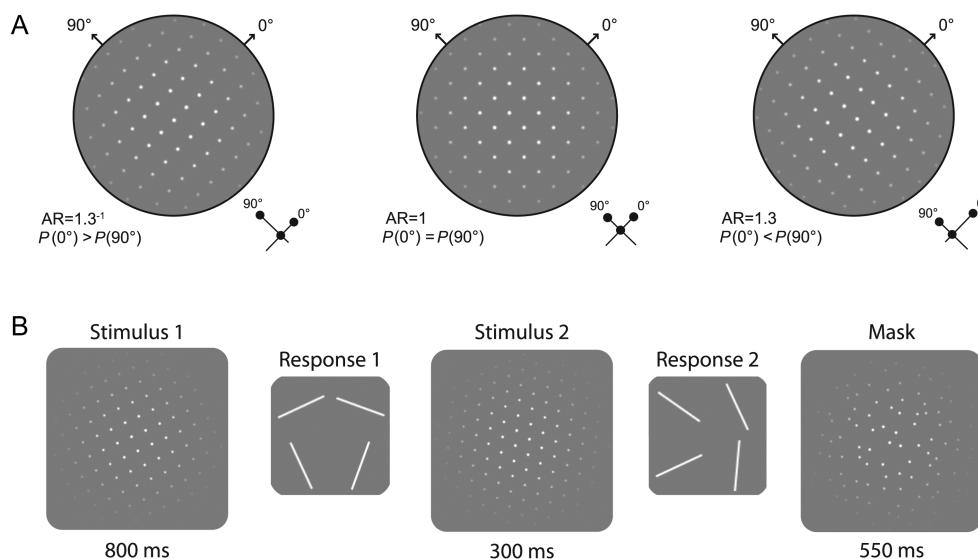 A
90°
0°
90°
0°
90°
0°
AR=1.3⁻¹
P(0°) > P(90°)
90°
0°
AR=1
P(0°) = P(90°)
90°
0°
AR=1.3
P(0°) < P(90°)
90°
0°
B
Stimulus 1
Response 1
Stimulus 2
Response 2
Mask
800 ms
300 ms
550 ms